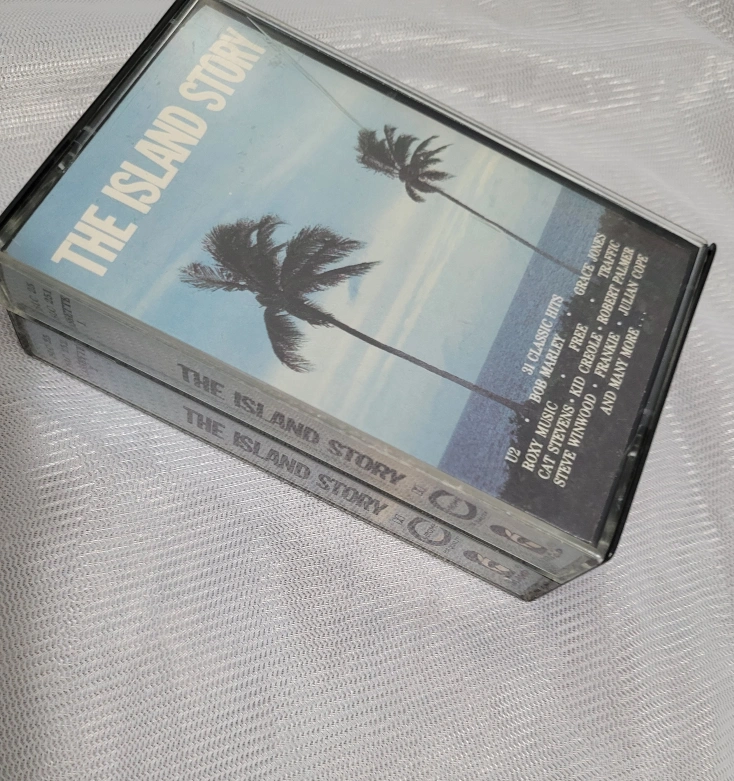 THE ISLAND STORY
31 CLASSIC HITS
U2 • BOB MARLEY • GRACE JONES
ROXY MUSIC • FREE • TRAFFIC
CAT STEVENS • KID CREOLE • ROBERT PALMER
STEVE WINWOOD • FRANKIE • JULIAN COPE
AND MANY MORE...
THE ISLAND STORY
THE ISLAND STORY